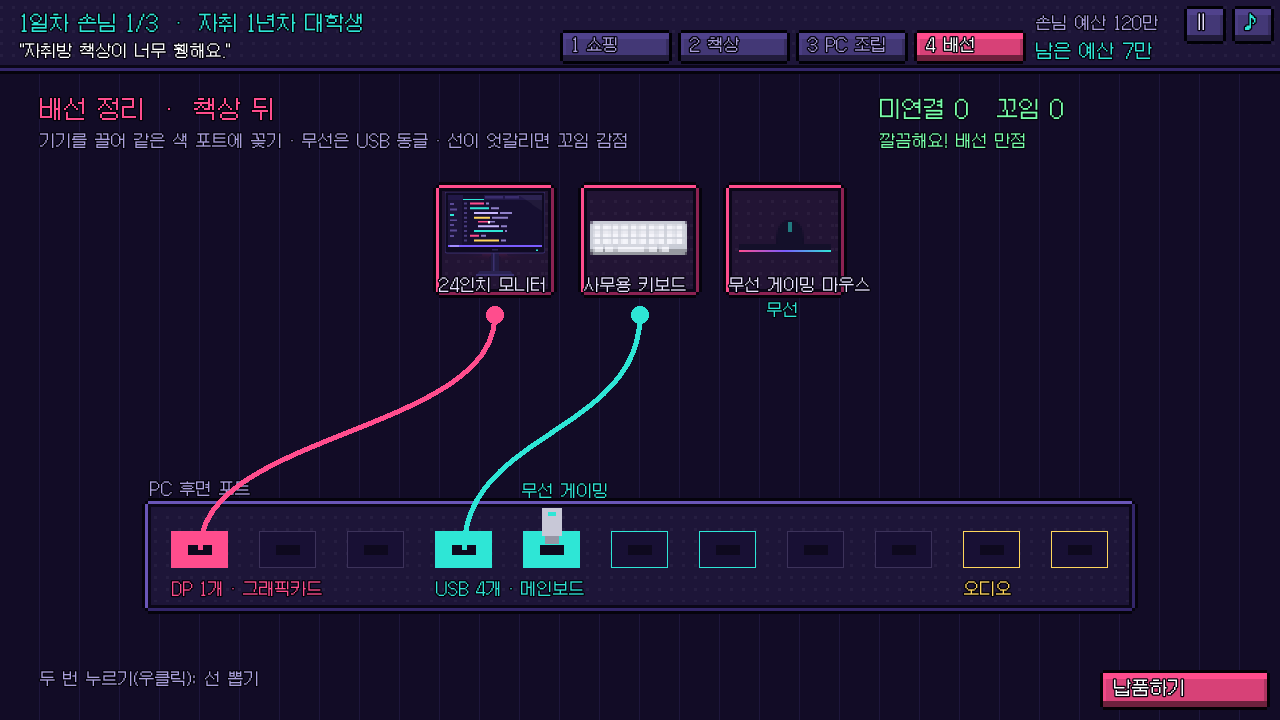 1일차 손님 1/3 · 자취 1년차 대학생
"자취방 책상이 너무 휑해요."
1 쇼핑
2 책상
3 PC 조립
4 배선
손님 예산 120만
남은 예산 7만
배선 정리 · 책상 뒤
기기를 끌어 같은 색 포트에 꽂기 · 무선은 USB 동글 · 선이 엇갈리면 꼬임 감점
미연결 0 꼬임 0
깔끔해요! 배선 만점
24인치 모니터
사무용 키보드
무선 게이밍 마우스
무선
PC 후면 포트
무선 게이밍
DP 1개 · 그래픽카드
USB 4개 · 메인보드
오디오
두 번 누르기(우클릭): 선 뽑기
납품하기